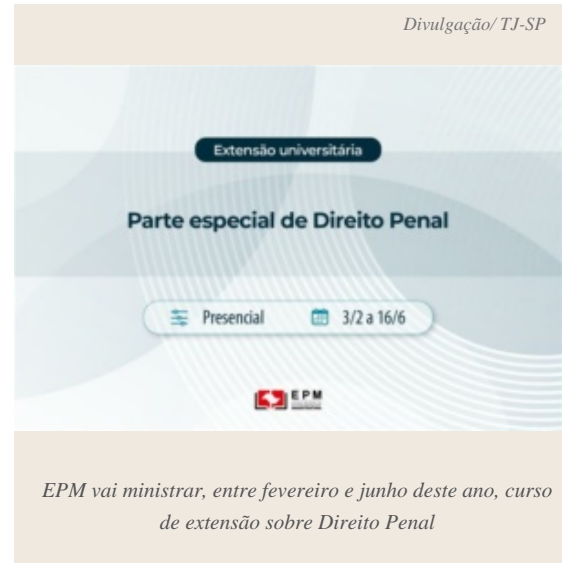 Divulgação/ TJ-SP
Extensão universitária
Parte especial de Direito Penal
Presencial 3/2 a 16/6
EPM
EPM vai ministrar, entre fevereiro e junho deste ano, curso
de extensão sobre Direito Penal